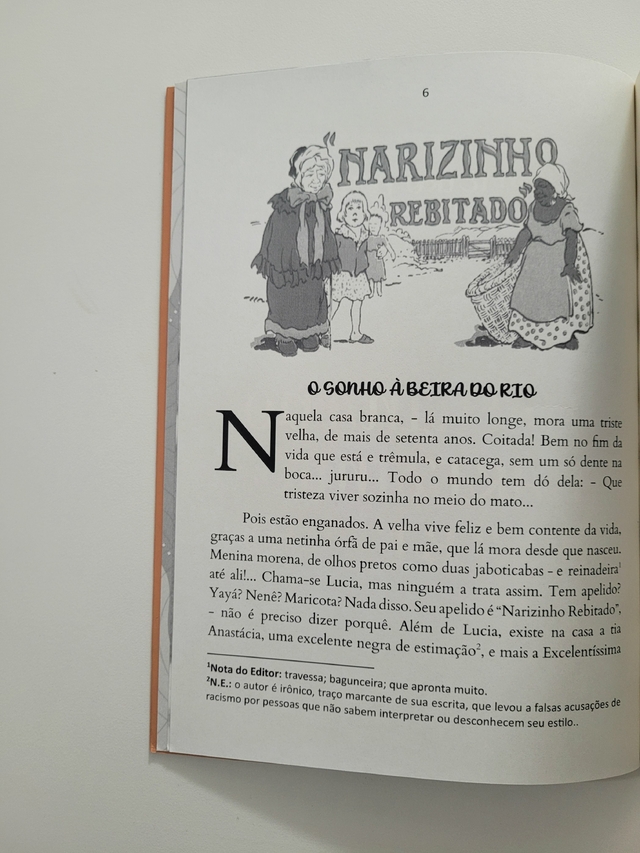 6
"NARIZINHO
REBITADO"
O SONHO À BEIRA DO RIO
Naquela casa branca, - lá muito longe, mora uma triste
velha, de mais de setenta anos. Coitada! Bem no fim da
vida que está e trêmula, e catacega, sem um só dente na
boca... jururu... Todo o mundo tem dó dela: - Que
tristeza viver sozinha no meio do mato...
Pois estão enganados. A velha vive feliz e bem contente da vida,
graças a uma netinha órfã de pai e mãe, que lá mora desde que nasceu.
Menina morena, de olhos pretos como duas jaboticabas - e reinadeira¹
até ali!... Chama-se Lucia, mas ninguém a trata assim. Tem apelido?
Yayá? Nenê? Maricota? Nada disso. Seu apelido é “Narizinho Rebitado”,
- não é preciso dizer porquê. Além de Lucia, existe na casa a tia
Anastácia, uma excelente negra de estimação², e mais a Excelentíssima
¹Nota do Editor: travessa; bagunceira; que apronta muito.
²N.E.: o autor é irônico, traço marcante de sua escrita, que levou a falsas acusações de
racismo por pessoas que não sabem interpretar ou desconhecem seu estilo..